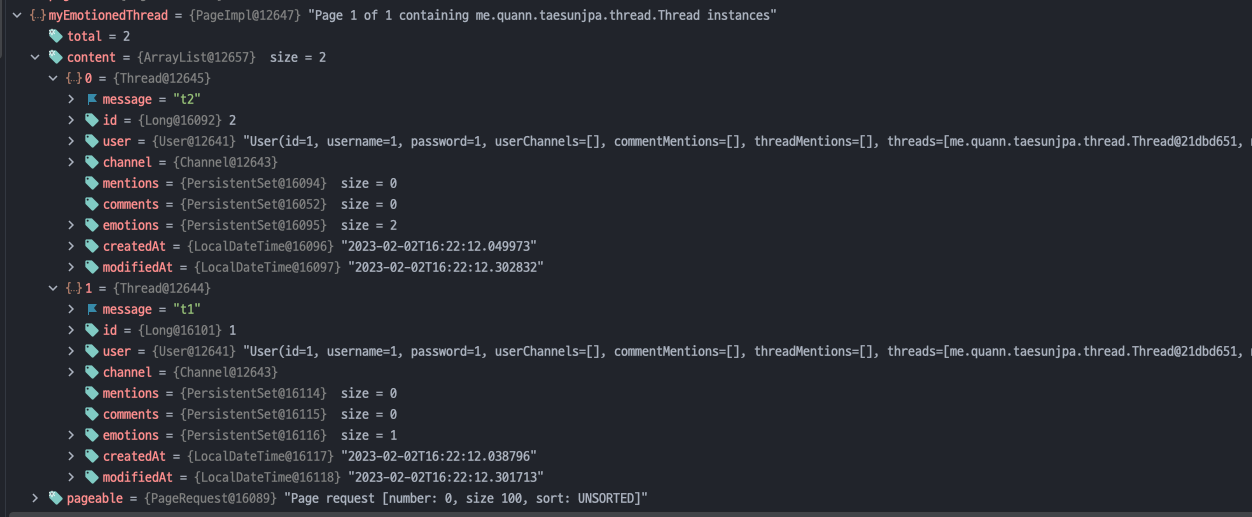 myEmotionedThread = {PageImpl@12647} "Page 1 of 1 containing me.quann.taesunjpa.thread.Thread instances"
total = 2
content = {ArrayList@12657} size = 2
0 = {Thread@12645}
message = "t2"
id = {Long@16092} 2
user = {User@12641} "User(id=1, username=1, password=1, userChannels=[], commentMentions=[], threadMentions=[], threads=[me.quann.taesunjpa.thread.Thread@21dbd651,
channel = {Channel@12643}
mentions = {PersistentSet@16094} size = 0
comments = {PersistentSet@16052} size = 0
emotions = {PersistentSet@16095} size = 2
createdAt = {LocalDateTime@16096} "2023-02-02T16:22:12.049973"
modifiedAt = {LocalDateTime@16097} "2023-02-02T16:22:12.302832"
1 = {Thread@12644}
message = "t1"
id = {Long@16101} 1
user = {User@12641} "User(id=1, username=1, password=1, userChannels=[], commentMentions=[], threadMentions=[], threads=[me.quann.taesunjpa.thread.Thread@21dbd651,
channel = {Channel@12643}
mentions = {PersistentSet@16114} size = 0
comments = {PersistentSet@16115} size = 0
emotions = {PersistentSet@16116} size = 1
createdAt = {LocalDateTime@16117} "2023-02-02T16:22:12.038796"
modifiedAt = {LocalDateTime@16118} "2023-02-02T16:22:12.301713"
pageable = {PageRequest@16089} "Page request [number: 0, size 100, sort: UNSORTED]"